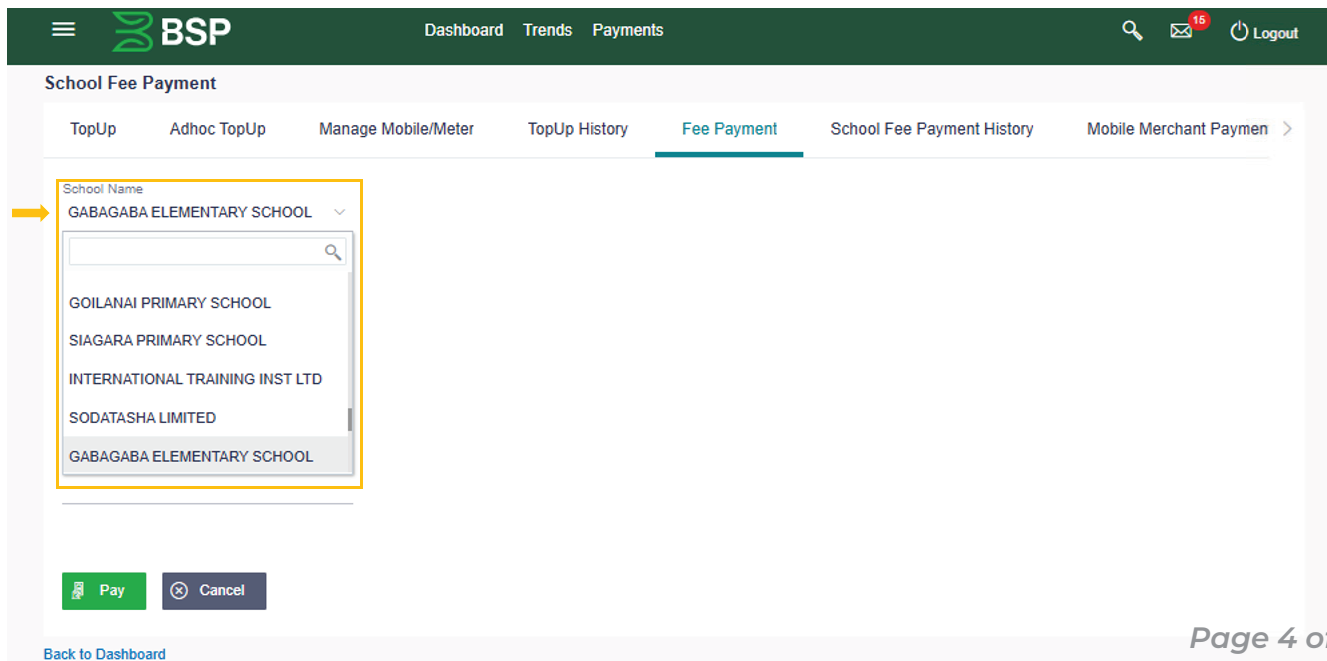 BSP Dashboard Trends Payments 15 Logout
School Fee Payment
TopUp Adhoc TopUp Manage Mobile/Meter TopUp History Fee Payment School Fee Payment History Mobile Merchant Paymen
School Name
GABAGABA ELEMENTARY SCHOOL
GOILANAI PRIMARY SCHOOL
SIAGARA PRIMARY SCHOOL
INTERNATIONAL TRAINING INST LTD
SODATASHA LIMITED
GABAGABA ELEMENTARY SCHOOL
Pay Cancel
Page 4 of
Back to Dashboard